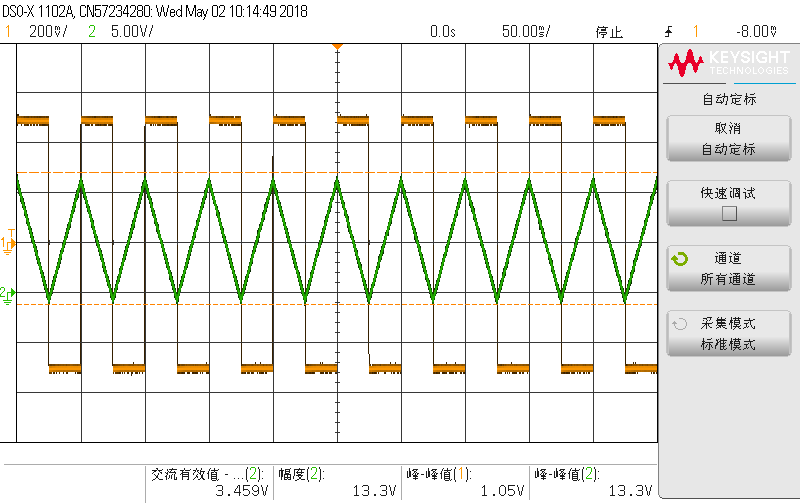 DSO-X 1102A, CN57234280: Wed May 02 10:14:49 2018
1 200mV/ 2 5.00V/ 0.0s 50.00ms/ 停止 1 -8.00mV
KEYSIGHT
TECHNOLOGIES
自动定标
取消
自动定标
快速调试
通道
所有通道
采集模式
标准模式
T
1
2
交流有效值 - ...(2): 幅度(2): 峰-峰值(1): 峰-峰值(2):
3.459V 13.3V 1.05V 13.3V